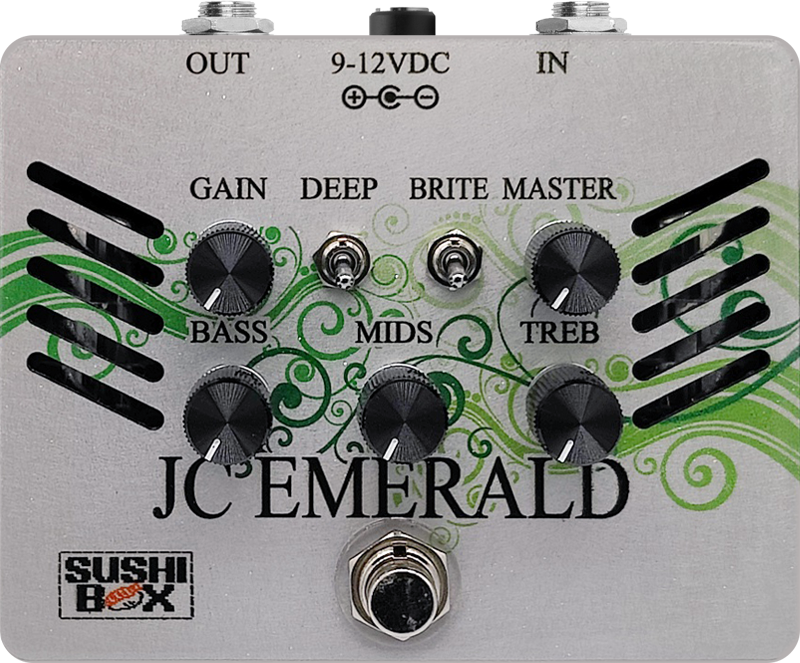 OUT 9-12VDC IN
GAIN DEEP BRITE MASTER
BASS MIDS TREB
JC EMERALD
SUSHI
BOX